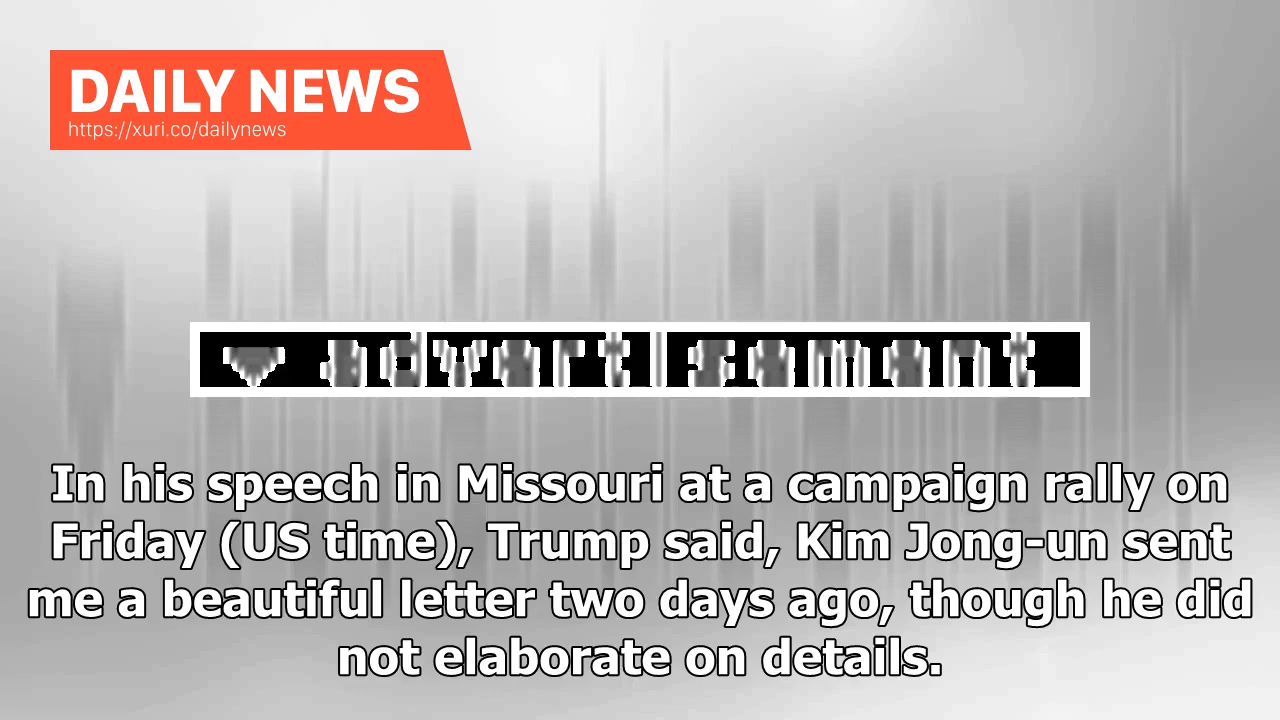 DAILY NEWS
https://xuri.co/dailynews
In his speech in Missouri at a campaign rally on
Friday (US time), Trump said, Kim Jong-un sent
me a beautiful letter two days ago, though he did
not elaborate on details.